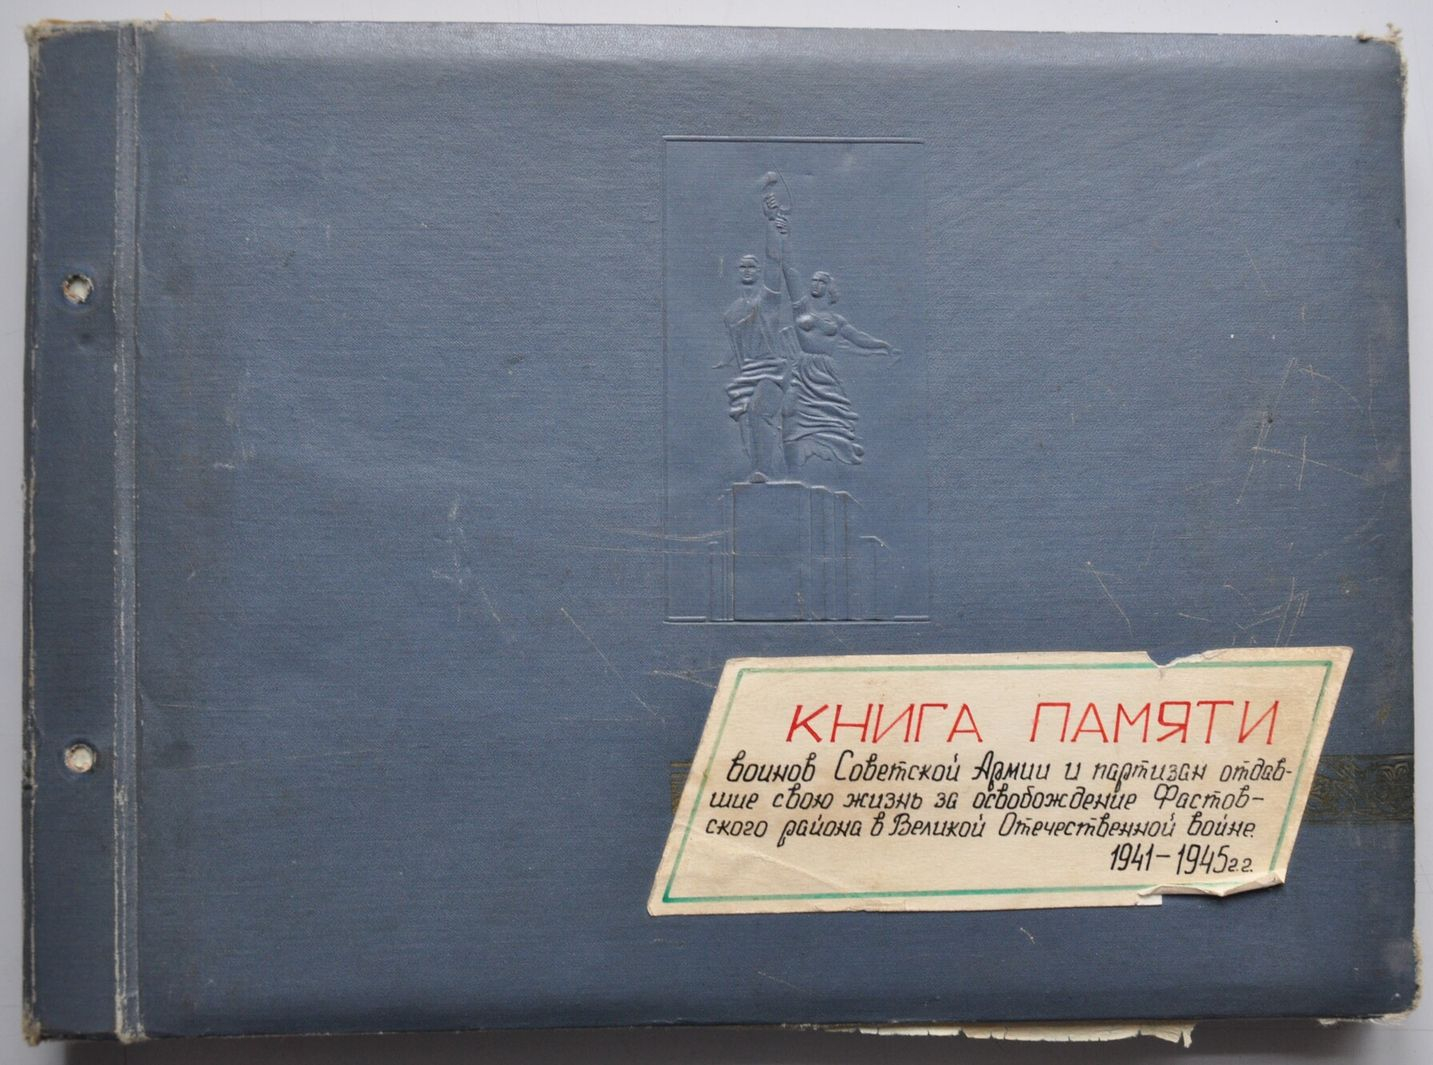 КНИГА ПАМЯТИ
воинов Советской Армии и партизан отдав-
шие свою жизнь за освобождение Фастов-
ского района в Великой Отечественной войне.
1941-1945г.г.